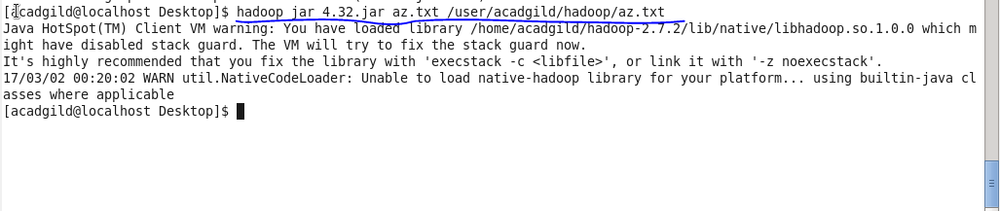 [acadgild@localhost Desktop]$ hadoop jar 4.32.jar az.txt /user/acadgild/hadoop/az.txt
Java HotSpot(TM) Client VM warning: You have loaded library /home/acadgild/hadoop-2.7.2/lib/native/libhadoop.so.1.0.0 which m
ight have disabled stack guard. The VM will try to fix the stack guard now.
It's highly recommended that you fix the library with 'execstack -c <libfile>', or link it with '-z noexecstack'.
17/03/02 00:20:02 WARN util.NativeCodeLoader: Unable to load native-hadoop library for your platform... using builtin-java cl
asses where applicable
[acadgild@localhost Desktop]$